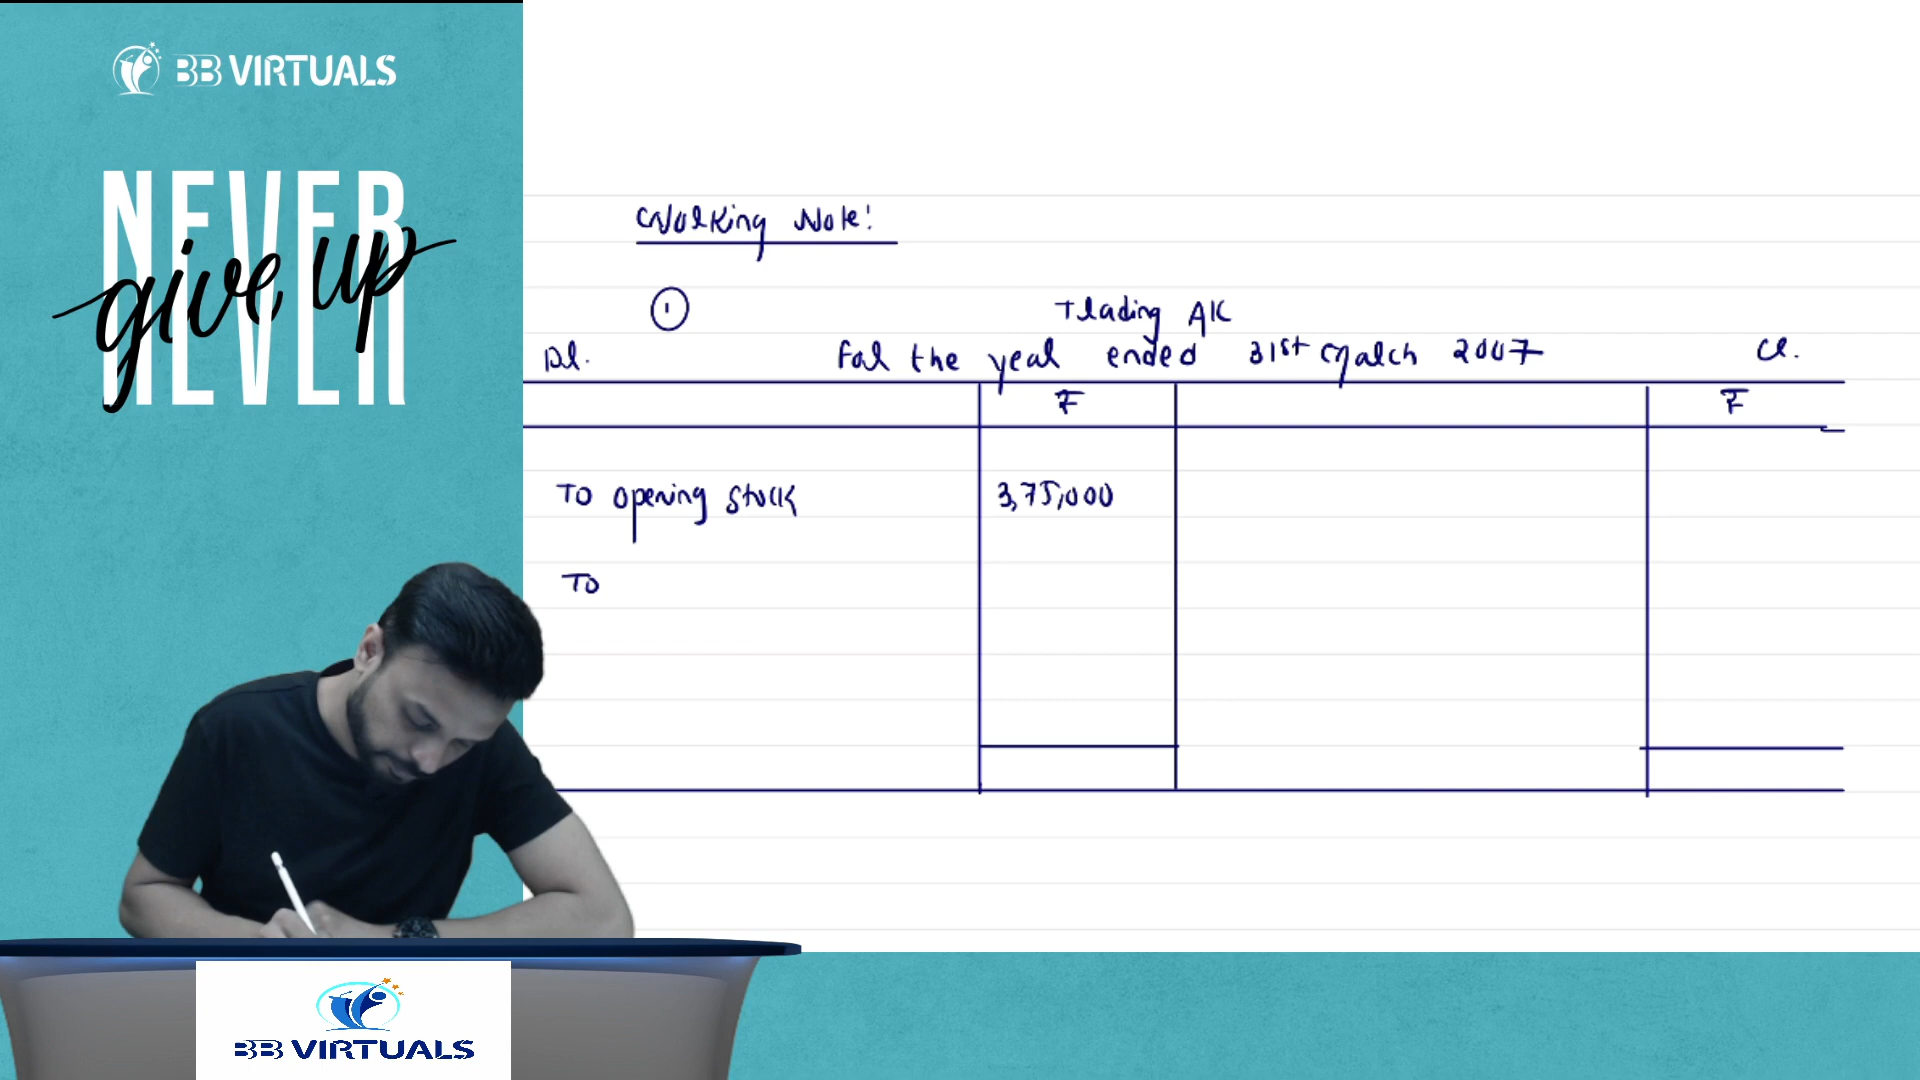 BB VIRTUALS
NEVER
give up
NEVER
Working Note:
1
Trading A/c
Dr. For the year ended 31st March 2007 Cr.
₹ ₹
To opening stock 3,75,000
To
BB VIRTUALS